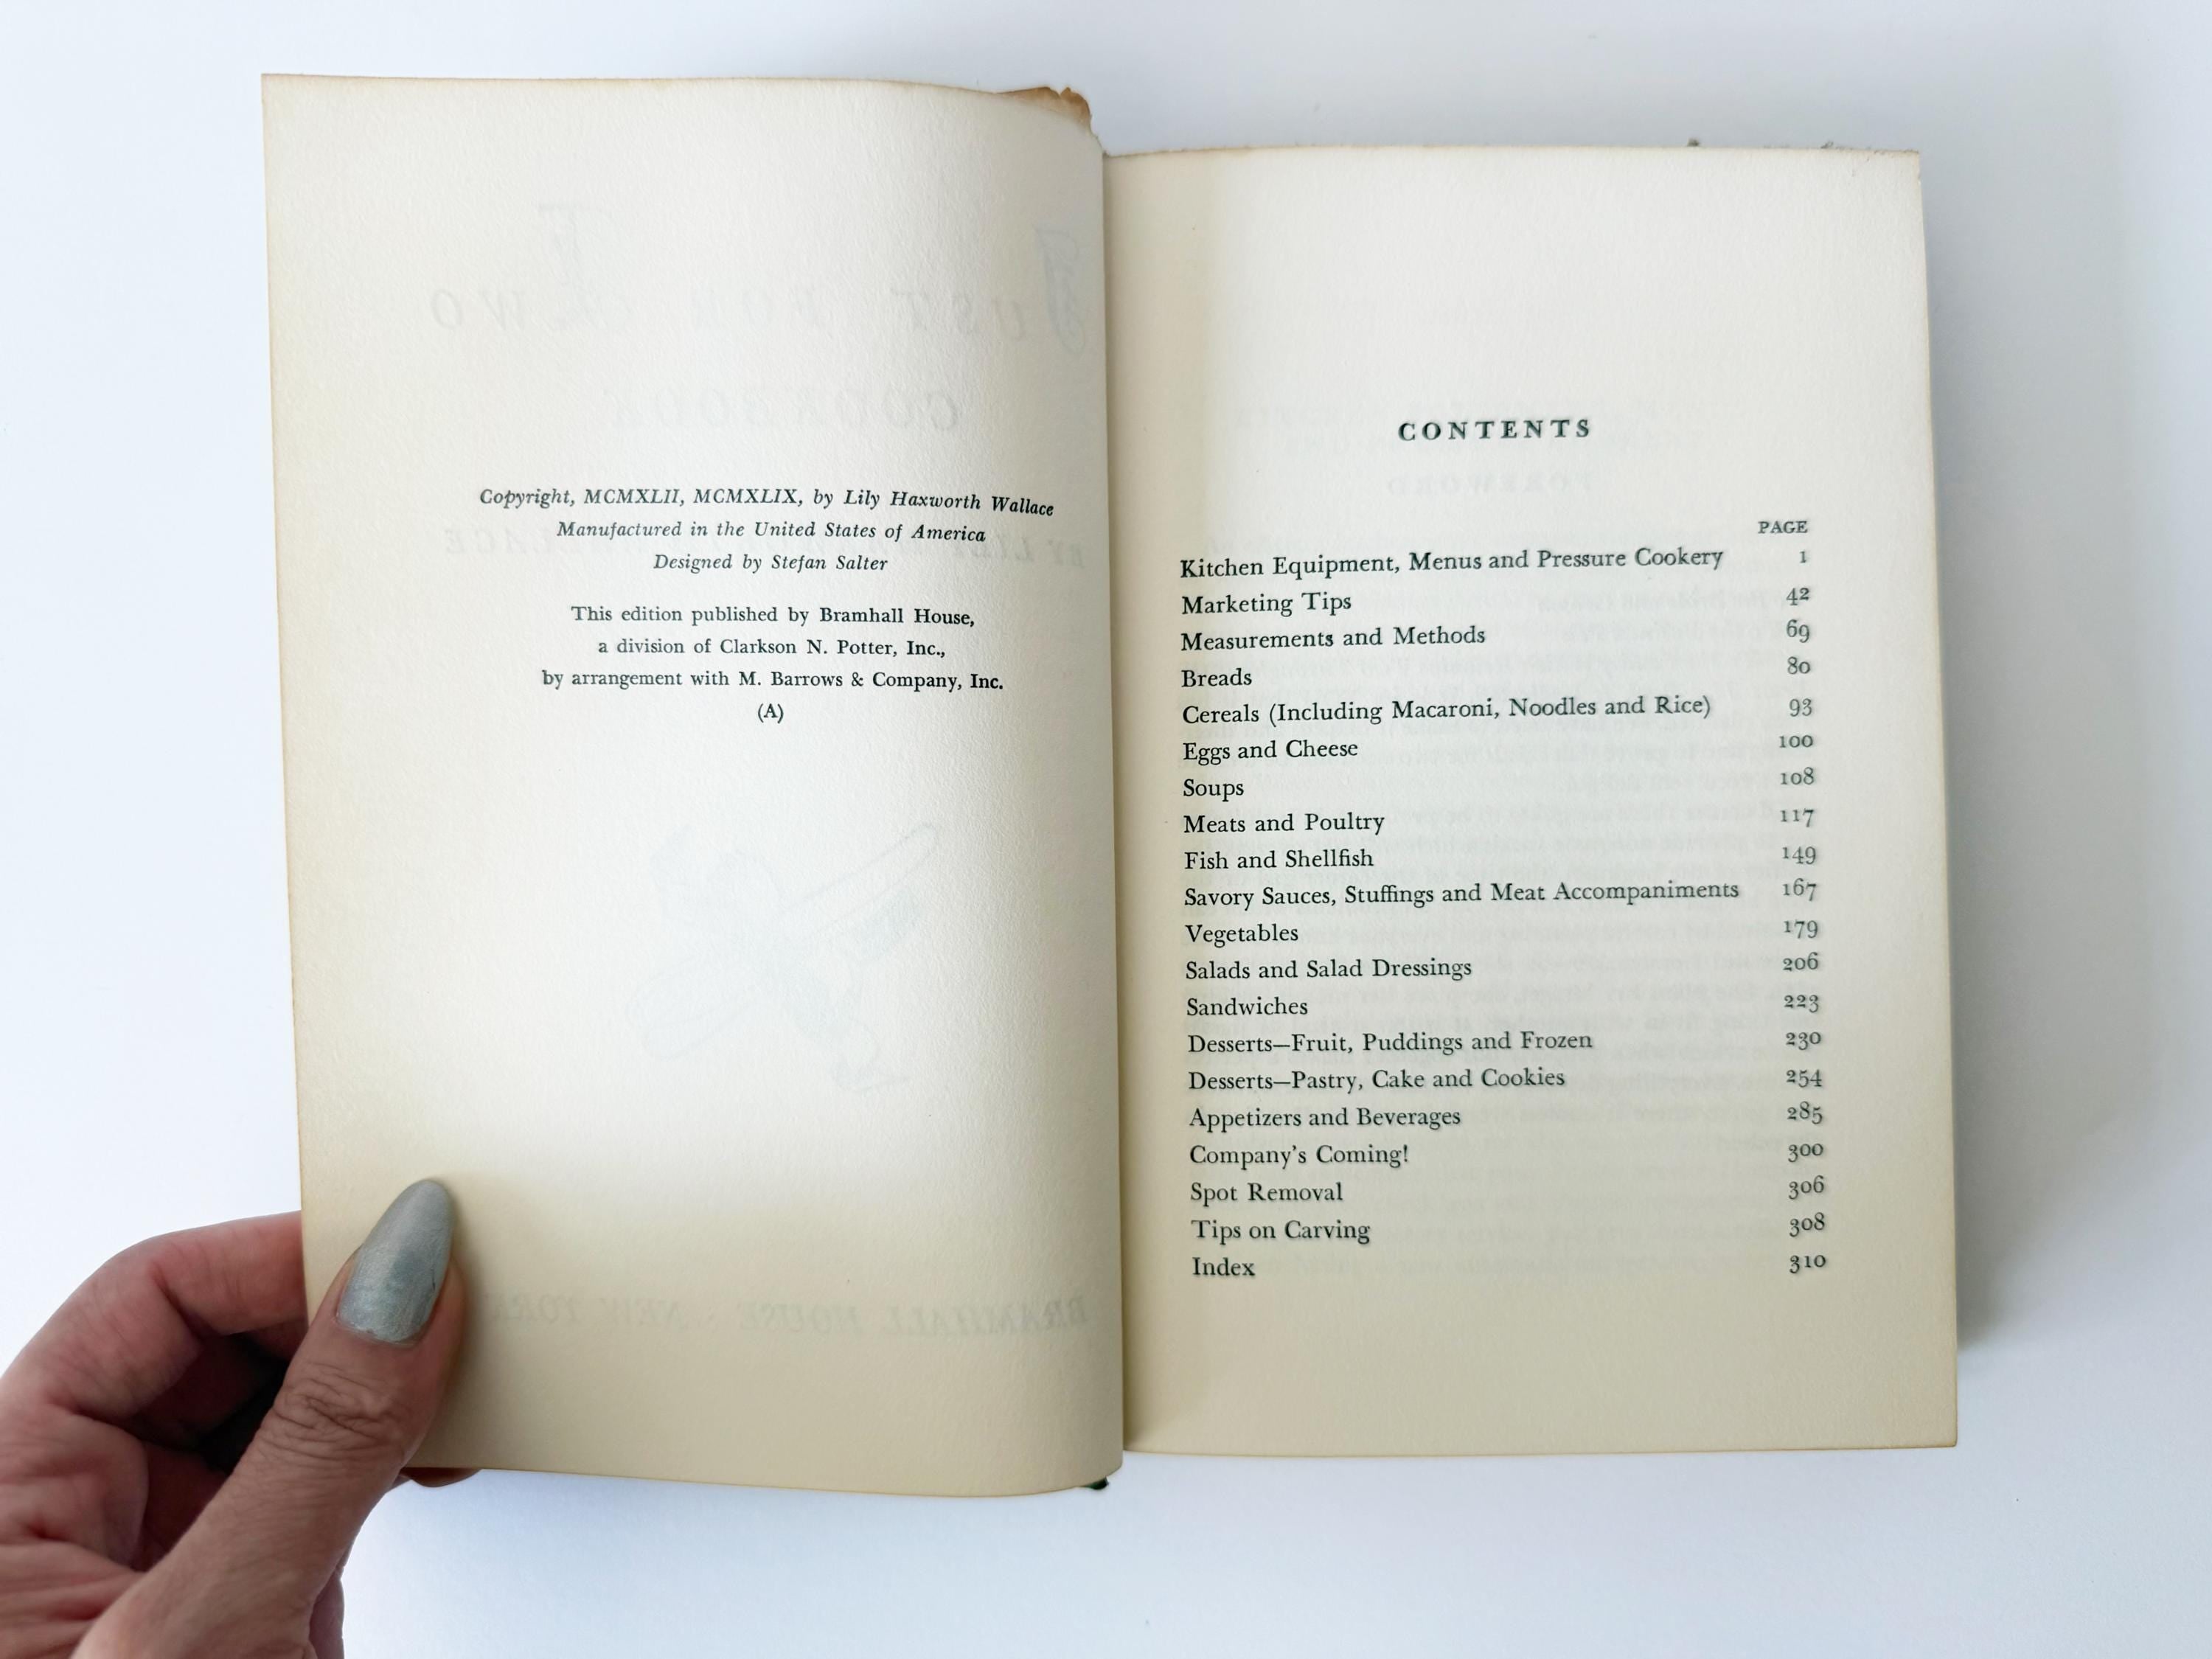 Copyright, MCMXLII, MCMXLIX, by Lily Haxworth Wallace
Manufactured in the United States of America
Designed by Stefan Salter
This edition published by Bramhall House,
a division of Clarkson N. Potter, Inc.,
by arrangement with M. Barrows & Company, Inc.
(A)
CONTENTS
PAGE
Kitchen Equipment, Menus and Pressure Cookery 1
Marketing Tips 42
Measurements and Methods 69
Breads 80
Cereals (Including Macaroni, Noodles and Rice) 93
Eggs and Cheese 100
Soups 108
Meats and Poultry 117
Fish and Shellfish 149
Savory Sauces, Stuffings and Meat Accompaniments 167
Vegetables 179
Salads and Salad Dressings 206
Sandwiches 223
Desserts—Fruit, Puddings and Frozen 230
Desserts—Pastry, Cake and Cookies 254
Appetizers and Beverages 285
Company's Coming! 300
Spot Removal 306
Tips on Carving 308
Index 310